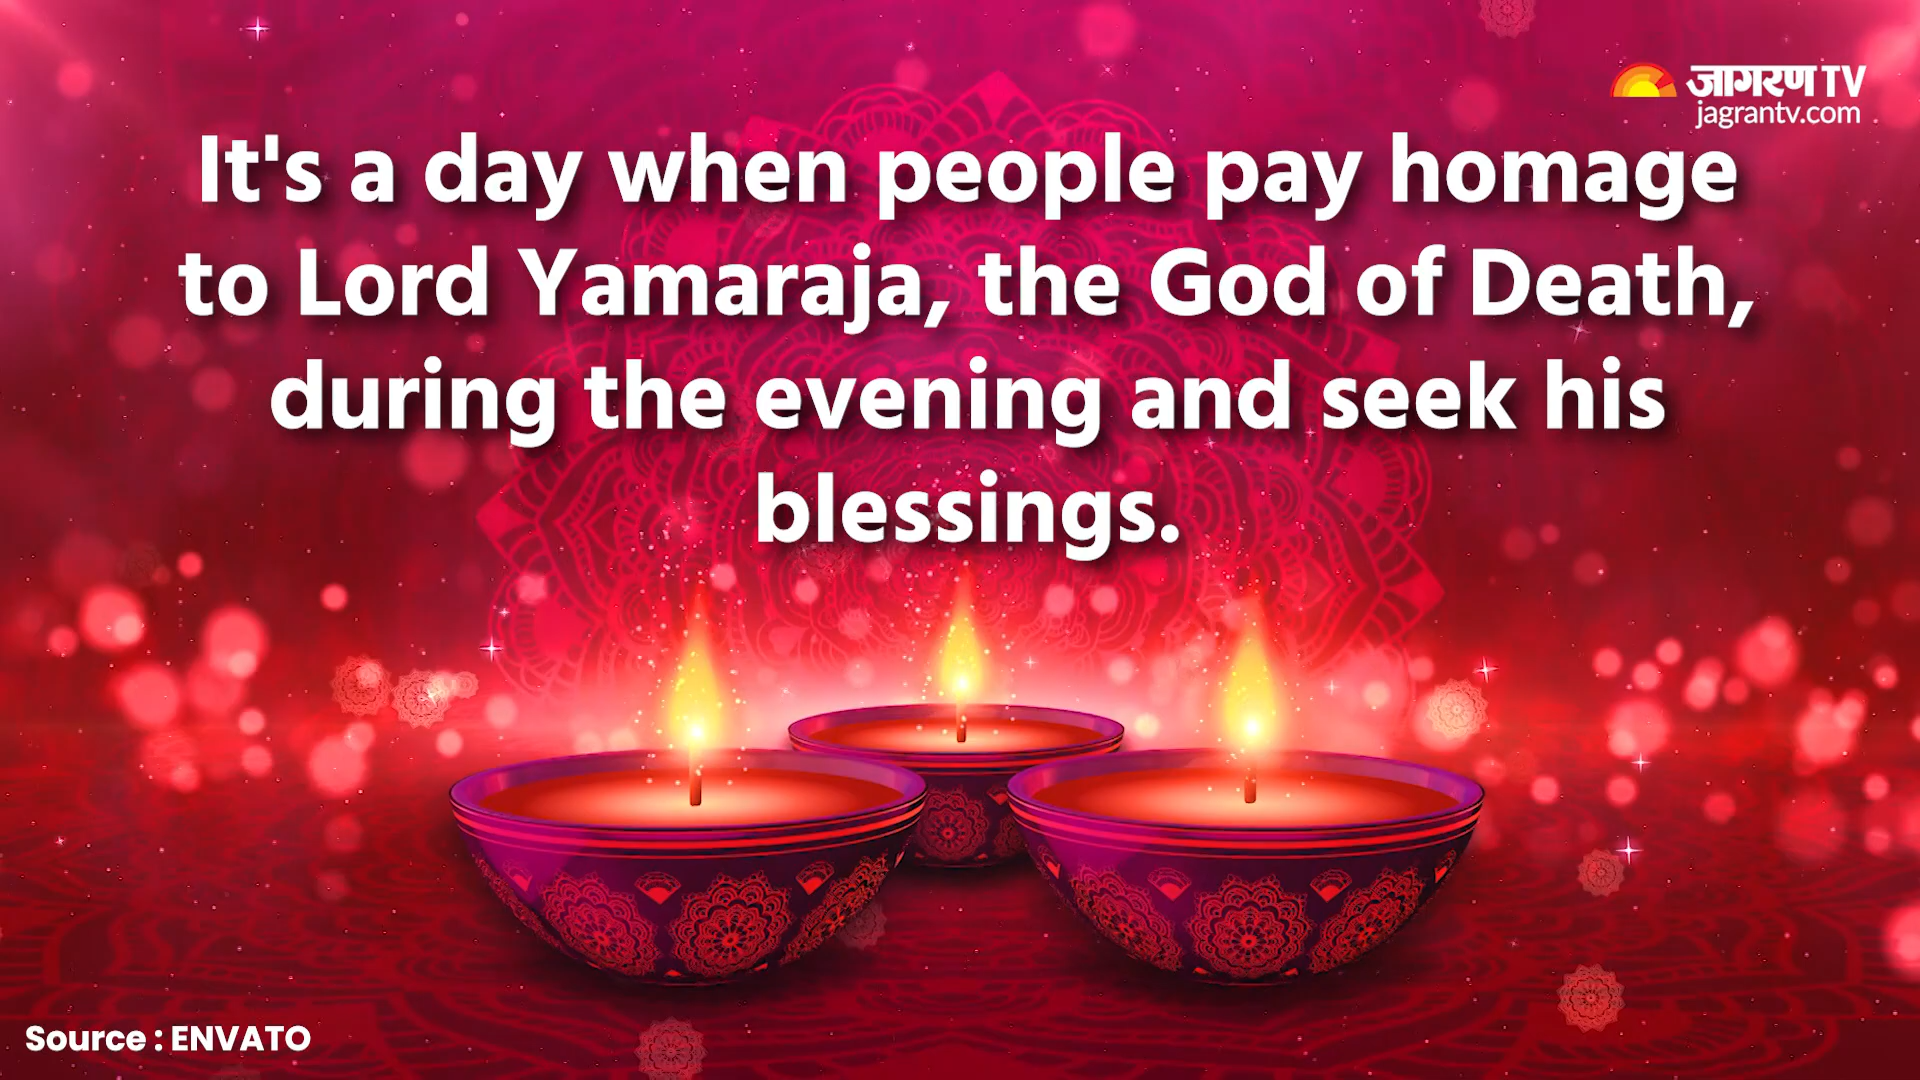 जागरण TV
jagrantv.com
It's a day when people pay homage
to Lord Yamaraja, the God of Death,
during the evening and seek his
blessings.
Source : ENVATO